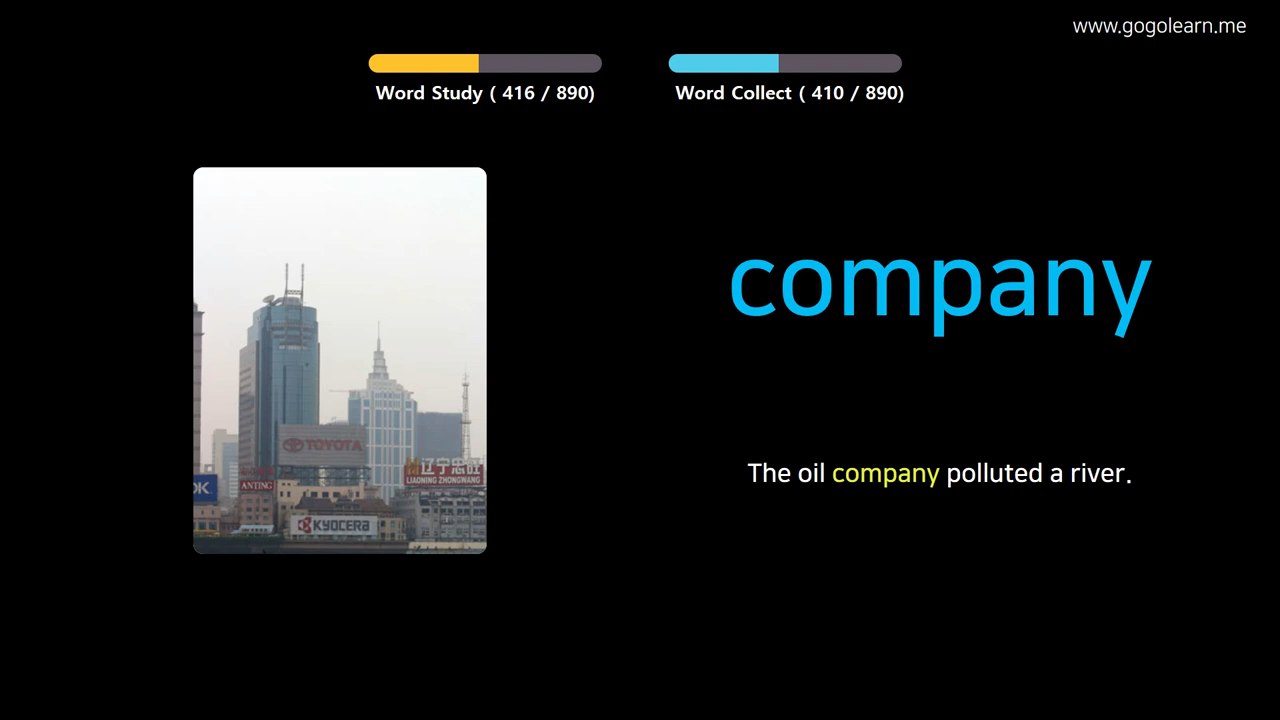 www.gogolearn.me
Word Study ( 416 / 890)
Word Collect ( 410 / 890)
company
TOYOTA
辽宁忠旺
LIAONING ZHONGWANG
OK
ANTING
KYOCERA
The oil company polluted a river.